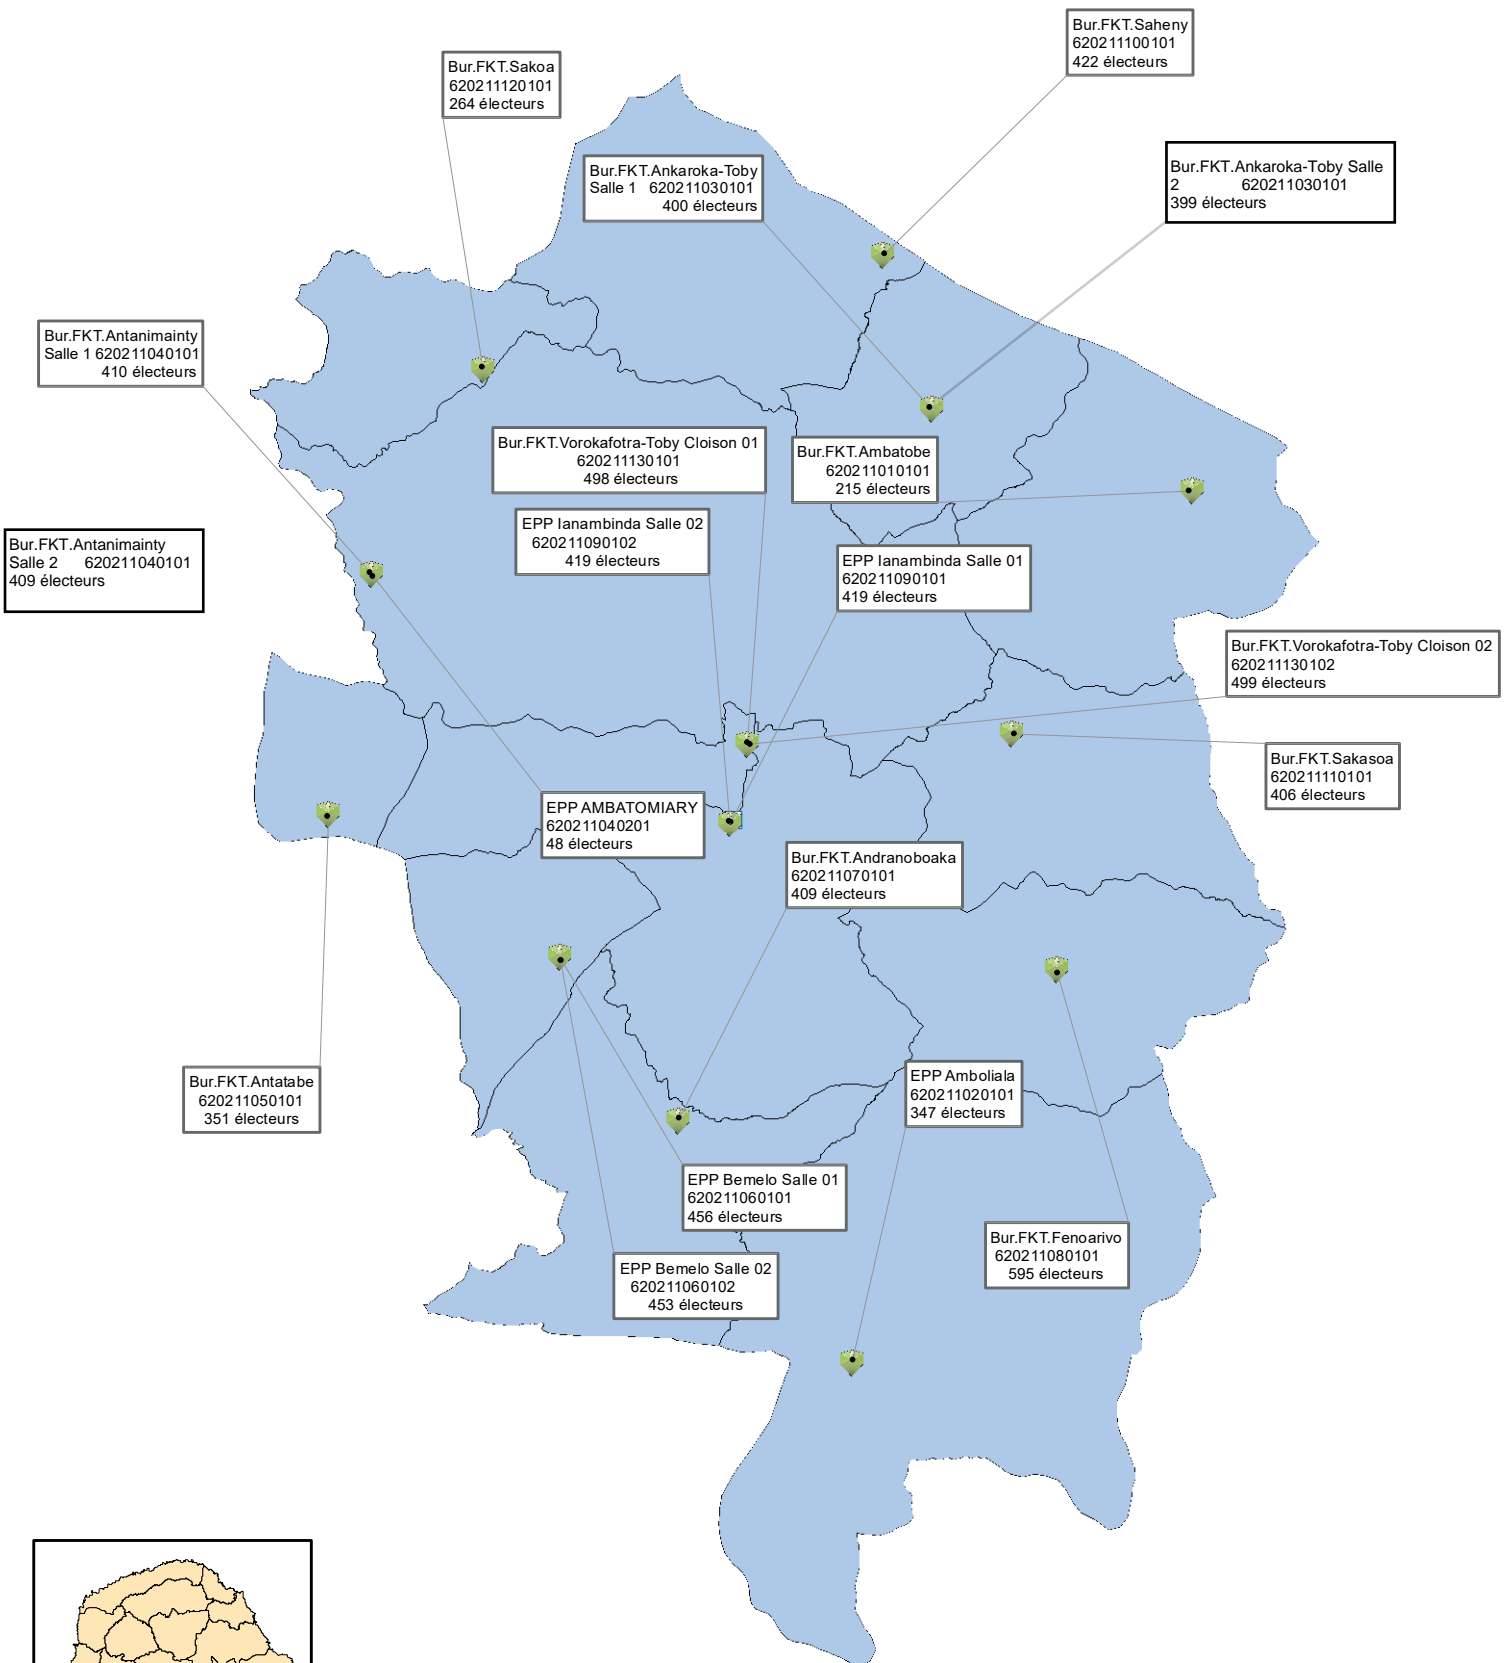 Bur.FKT.Saheny
620211100101
422 électeurs
Bur.FKT.Sakoa
620211120101
264 électeurs
Bur.FKT.Ankaroka-Toby
Salle 1 620211030101
400 électeurs
Bur.FKT.Ankaroka-Toby Salle
2 620211030101
399 électeurs
Bur.FKT.Antanimainty
Salle 1 620211040101
410 électeurs
Bur.FKT.Vorokafotra-Toby Cloison 01
620211130101
498 électeurs
Bur.FKT.Ambatobe
620211010101
215 électeurs
EPP Ianambinda Salle 02
620211090102
419 électeurs
Bur.FKT.Antanimainty
Salle 2 620211040101
409 électeurs
EPP Ianambinda Salle 01
620211090101
419 électeurs
Bur.FKT.Vorokafotra-Toby Cloison 02
620211130102
499 électeurs
Bur.FKT.Sakasoa
620211110101
406 électeurs
EPP AMBATOMIARY
620211040201
48 électeurs
Bur.FKT.Andranoboaka
620211070101
409 électeurs
Bur.FKT.Antatabe
620211050101
351 électeurs
EPP Amboliala
620211020101
347 électeurs
EPP Bemelo Salle 01
620211060101
456 électeurs
Bur.FKT.Fenoarivo
620211080101
595 électeurs
EPP Bemelo Salle 02
620211060102
453 électeurs